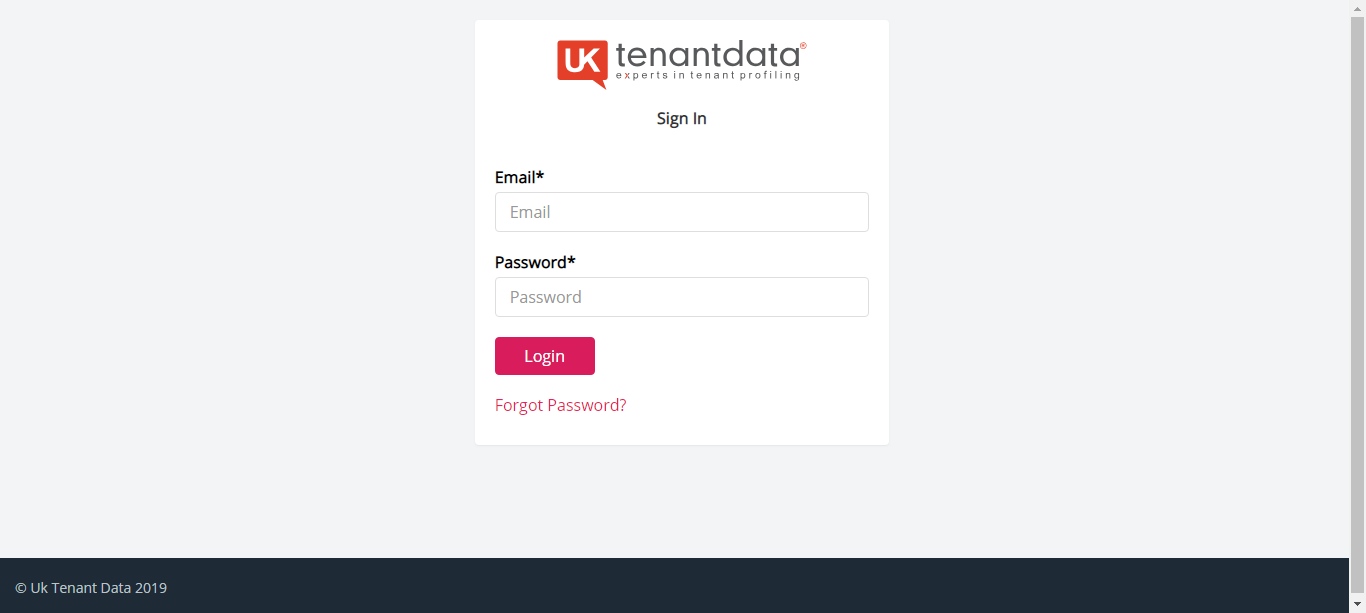 UK tenantdata®
experts in tenant profiling
Sign In
Email*
Email
Password*
Password
Login
Forgot Password?
© Uk Tenant Data 2019